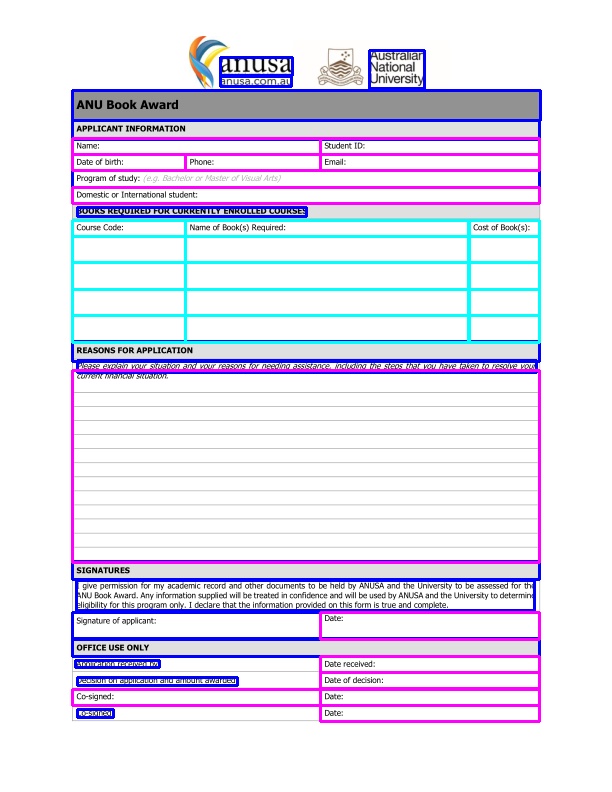 anusa
anusa.com.au
Australian
National
University
ANU Book Award
APPLICANT INFORMATION
Name: Student ID:
Date of birth: Phone: Email:
Program of study: (e.g. Bachelor or Master of Visual Arts)
Domestic or International student:
BOOKS REQUIRED FOR CURRENTLY ENROLLED COURSES
Course Code: Name of Book(s) Required: Cost of Book(s):
REASONS FOR APPLICATION
Please explain your situation and your reasons for needing assistance, including the steps that you have taken to resolve your
current financial situation.
SIGNATURES
I give permission for my academic record and other documents to be held by ANUSA and the University to be assessed for the
ANU Book Award. Any information supplied will be treated in confidence and will be used by ANUSA and the University to determine
eligibility for this program only. I declare that the information provided on this form is true and complete.
Signature of applicant: Date:
OFFICE USE ONLY
Application received by: Date received:
Decision on application and amount awarded: Date of decision:
Co-signed: Date:
Co-signed: Date: